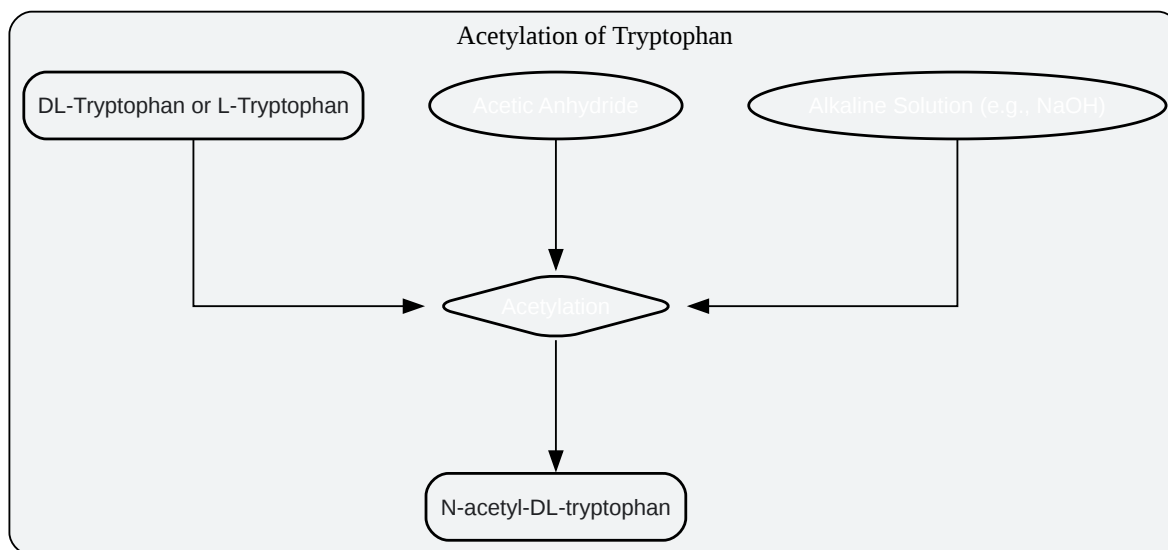 Acetylation of Tryptophan
DL-Tryptophan or L-Tryptophan
Acetic Anhydride
Alkaline Solution (e.g., NaOH)
Acetylation
N-acetyl-DL-tryptophan